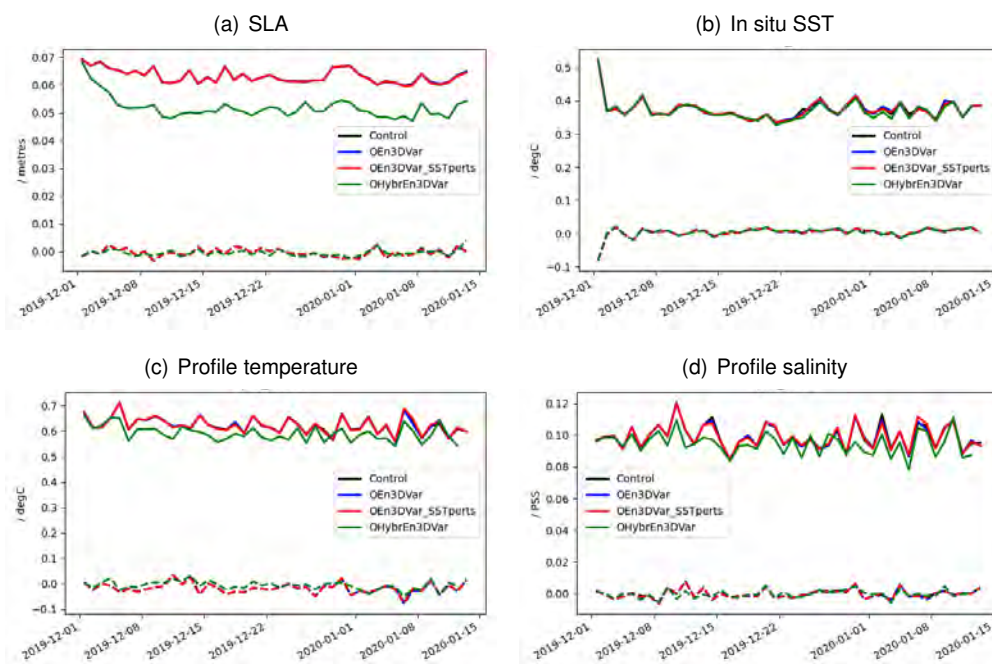 (a) SLA
(b) In situ SST
0.07
0.06
0.05
0.04
0.03
0.02
0.01
0.00
/ metres
Control
OEn3DVar
OEn3DVar_SSTperts
OHybrEn3DVar
2019-12-01
2019-12-08
2019-12-15
2019-12-22
2020-01-01
2020-01-08
2020-01-15
0.5
0.4
0.3
0.2
0.1
0.0
−0.1
/ degC
Control
OEn3DVar
OEn3DVar_SSTperts
OHybrEn3DVar
2019-12-01
2019-12-08
2019-12-15
2019-12-22
2020-01-01
2020-01-08
2020-01-15
(c) Profile temperature
(d) Profile salinity
0.7
0.6
0.5
0.4
0.3
0.2
0.1
0.0
−0.1
/ degC
Control
OEn3DVar
OEn3DVar_SSTperts
OHybrEn3DVar
2019-12-01
2019-12-08
2019-12-15
2019-12-22
2020-01-01
2020-01-08
2020-01-15
0.12
0.10
0.08
0.06
0.04
0.02
0.00
/ PSS
Control
OEn3DVar
OEn3DVar_SSTperts
OHybrEn3DVar
2019-12-01
2019-12-08
2019-12-15
2019-12-22
2020-01-01
2020-01-08
2020-01-15